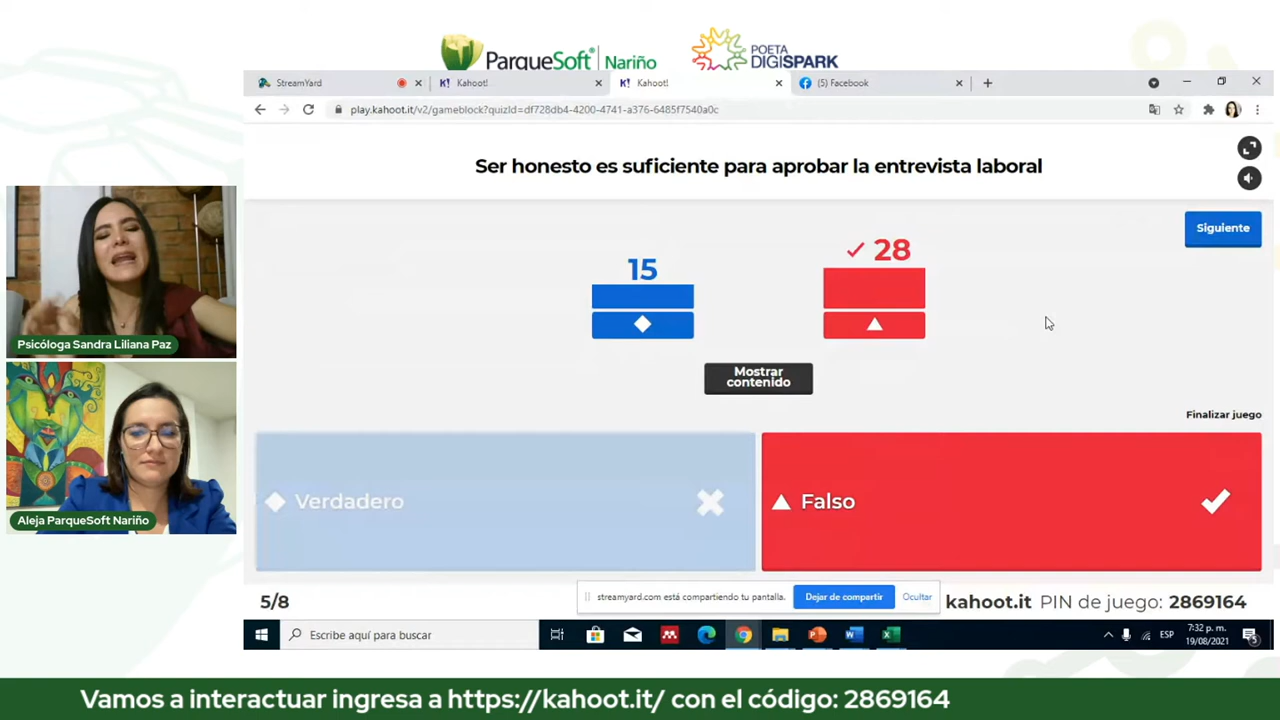 ParqueSoft Nariño
POETA
DIGISPARK
StreamYard
Kahoot!
Kahoot!
(5) Facebook
play.kahoot.it/v2/gameblock?quizId=df728db4-4200-4741-a376-6485f7540a0c
Ser honesto es suficiente para aprobar la entrevista laboral
Siguiente
15
28
Mostrar
contenido
Finalizar juego
Verdadero
Falso
Psicóloga Sandra Liliana Paz
Aleja ParqueSoft Nariño
5/8
streamyard.com está compartiendo tu pantalla.
Dejar de compartir
Ocultar
kahoot.it PIN de juego: 2869164
Escribe aquí para buscar
ESP
7:32 p. m.
19/08/2021
5
Vamos a interactuar ingresa a https://kahoot.it/ con el código: 2869164